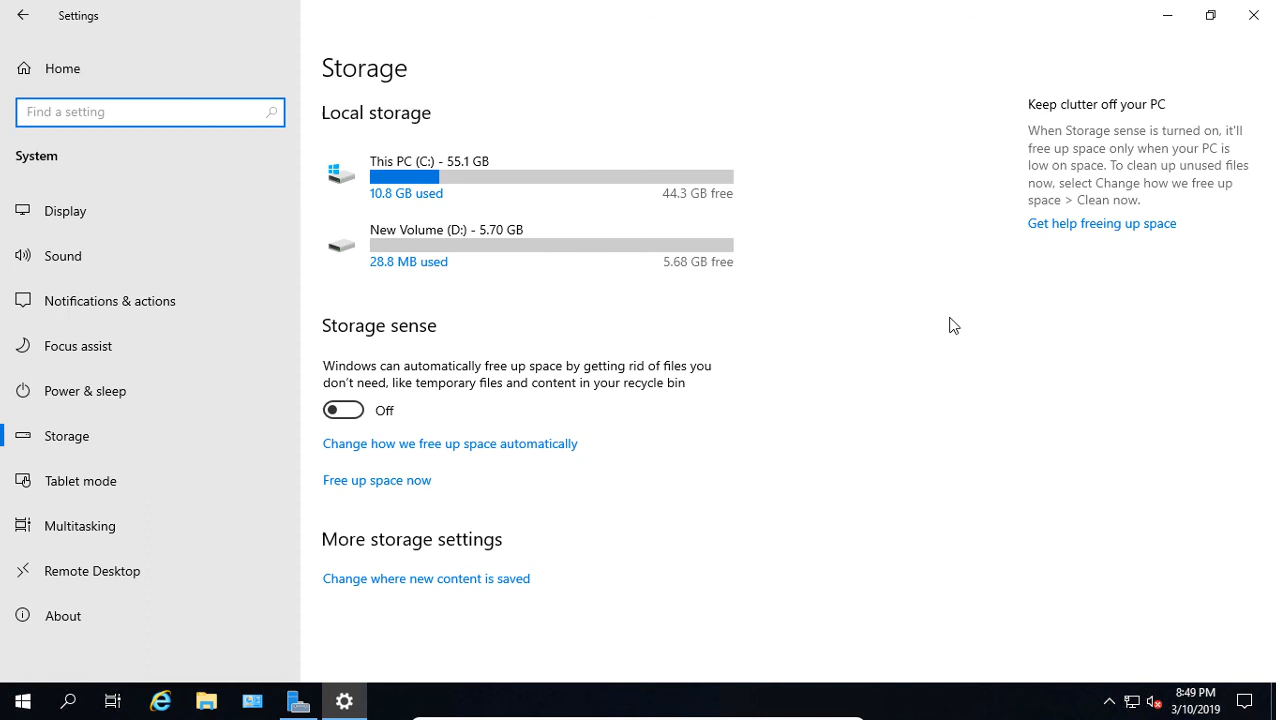 Settings
Home
Find a setting
System
Display
Sound
Notifications & actions
Focus assist
Power & sleep
Storage
Tablet mode
Multitasking
Remote Desktop
About
Storage
Local storage
This PC (C:) - 55.1 GB
10.8 GB used 44.3 GB free
New Volume (D:) - 5.70 GB
28.8 MB used 5.68 GB free
Storage sense
Windows can automatically free up space by getting rid of files you
don't need, like temporary files and content in your recycle bin
Off
Change how we free up space automatically
Free up space now
More storage settings
Change where new content is saved
Keep clutter off your PC
When Storage sense is turned on, it'll
free up space only when your PC is
low on space. To clean up unused files
now, select Change how we free up
space > Clean now.
Get help freeing up space
8:49 PM
3/10/2019